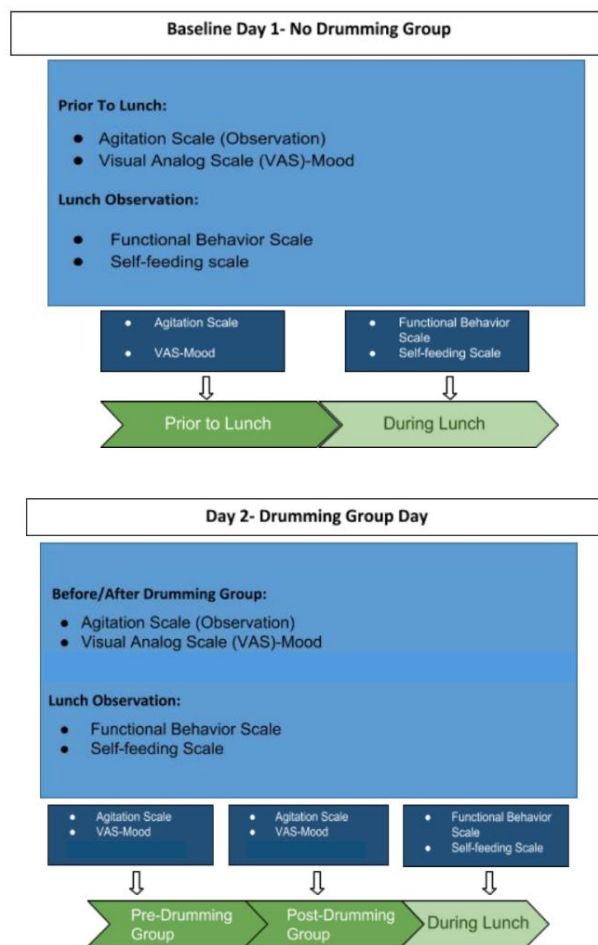 Baseline Day 1- No Drumming Group
Prior To Lunch:
● Agitation Scale (Observation)
● Visual Analog Scale (VAS)-Mood
Lunch Observation:
● Functional Behavior Scale
● Self-feeding scale
● Agitation Scale
● VAS-Mood
● Functional Behavior
Scale
● Self-feeding Scale
Prior to Lunch
During Lunch
Day 2- Drumming Group Day
Before/After Drumming Group:
● Agitation Scale (Observation)
● Visual Analog Scale (VAS)-Mood
Lunch Observation:
● Functional Behavior Scale
● Self-feeding Scale
● Agitation Scale
● VAS-Mood
● Agitation Scale
● VAS-Mood
● Functional Behavior
Scale
● Self-feeding Scale
Pre-Drumming
Group
Post-Drumming
Group
During Lunch